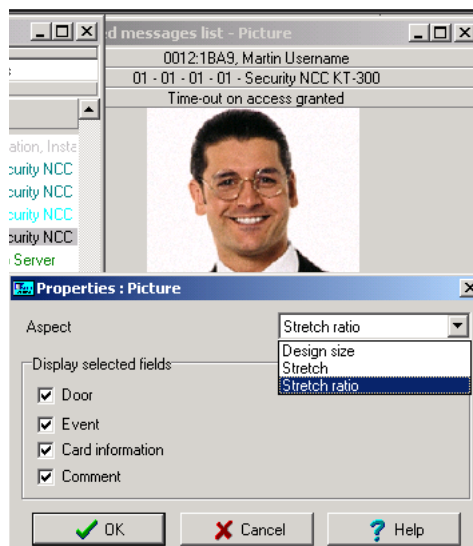 d messages list - Picture
0012:1BA9, Martin Username
01 - 01 - 01 - 01 - Security NCC KT-300
Time-out on access granted
ation, Insta
curity NCC
curity NCC
curity NCC
curity NCC
Server
Properties : Picture
Aspect
Stretch ratio
Design size
Stretch
Stretch ratio
Display selected fields
Door
Event
Card information
Comment
OK
Cancel
? Help